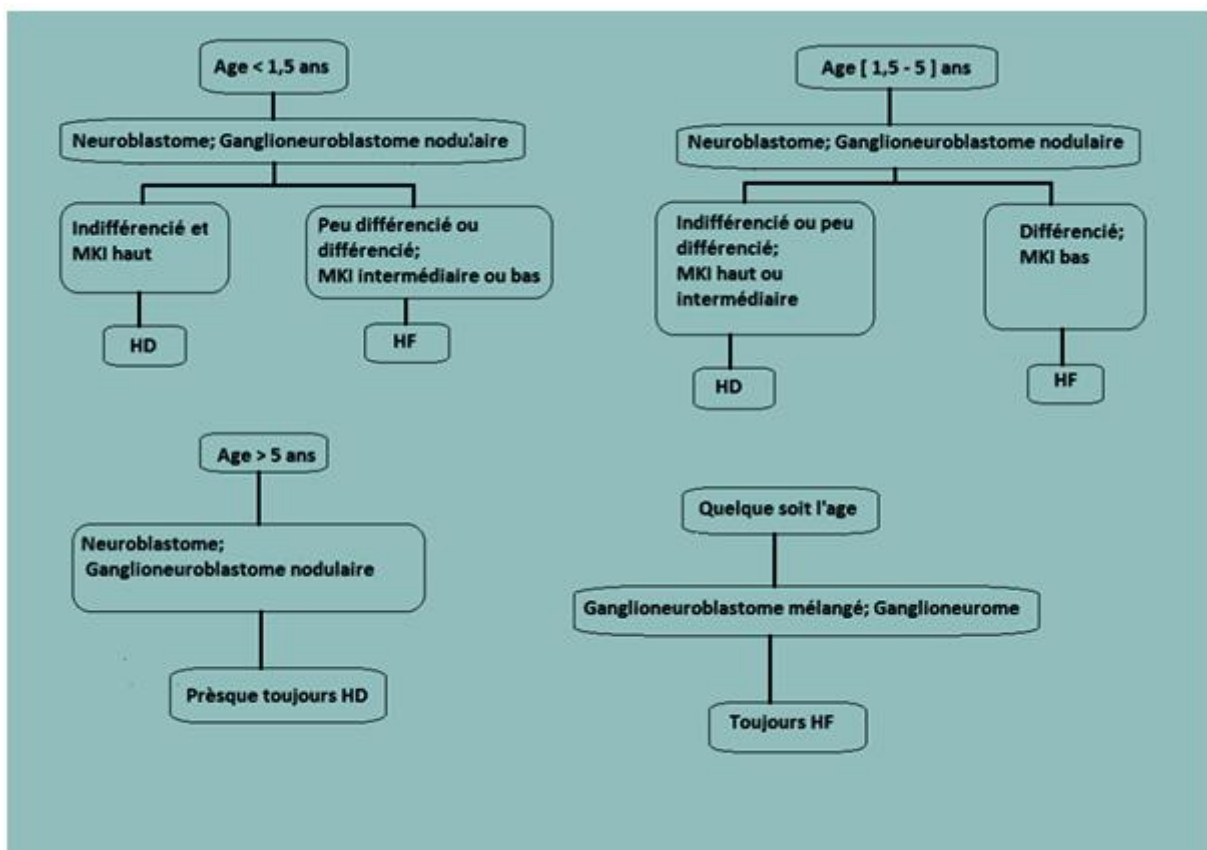 Age < 1,5 ans
Neuroblastome; Ganglioneuroblastome nodulaire
Indifférencié et
MKI haut
Peu différencié ou
différencié;
MKI intermédiaire ou bas
HD
HF
Age [ 1,5 - 5 ] ans
Neuroblastome; Ganglioneuroblastome nodulaire
Indifférencié ou peu
différencié;
MKI haut ou
intermédiaire
Différencié;
MKI bas
HD
HF
Age > 5 ans
Neuroblastome;
Ganglioneuroblastome nodulaire
Prèsque toujours HD
Quelque soit l'age
Ganglioneuroblastome mélangé; Ganglioneurome
Toujours HF